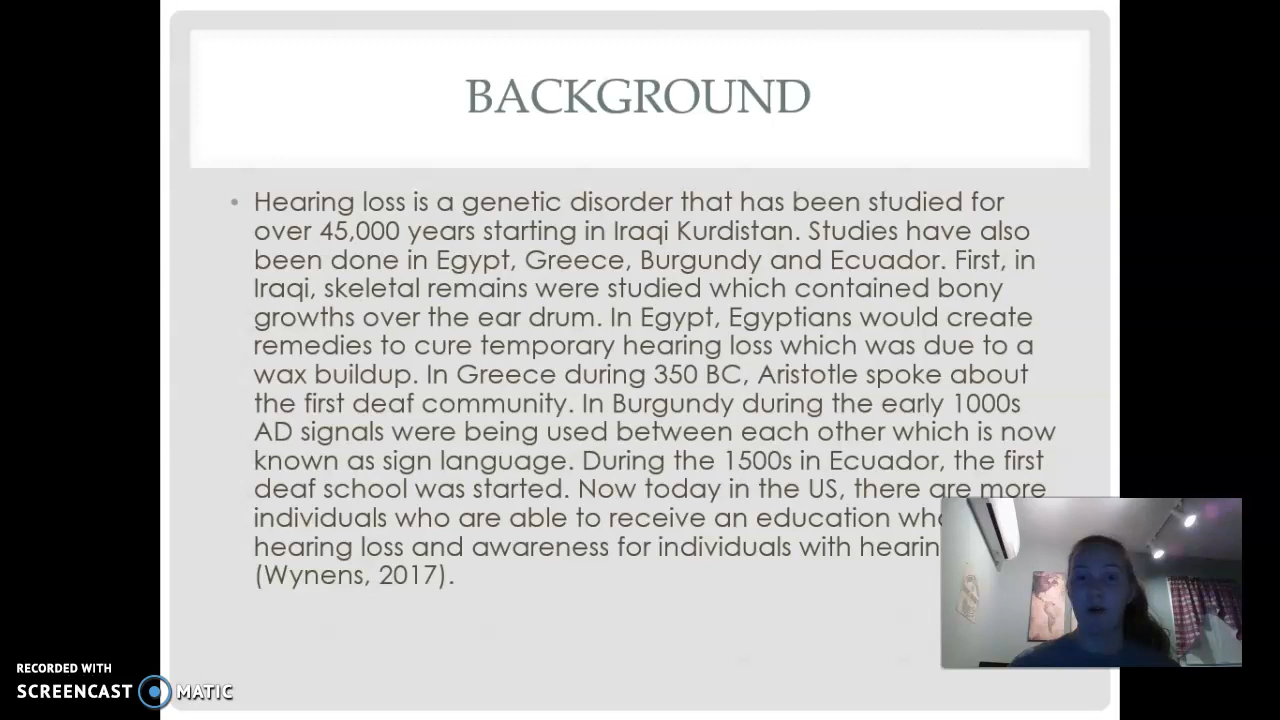 BACKGROUND
• Hearing loss is a genetic disorder that has been studied for
over 45,000 years starting in Iraqi Kurdistan. Studies have also
been done in Egypt, Greece, Burgundy and Ecuador. First, in
Iraqi, skeletal remains were studied which contained bony
growths over the ear drum. In Egypt, Egyptians would create
remedies to cure temporary hearing loss which was due to a
wax buildup. In Greece during 350 BC, Aristotle spoke about
the first deaf community. In Burgundy during the early 1000s
AD signals were being used between each other which is now
known as sign language. During the 1500s in Ecuador, the first
deaf school was started. Now today in the US, there are more
individuals who are able to receive an education
hearing loss and awareness for individuals with
(Wynens, 2017).
RECORDED WITH
SCREENCAST MATIC